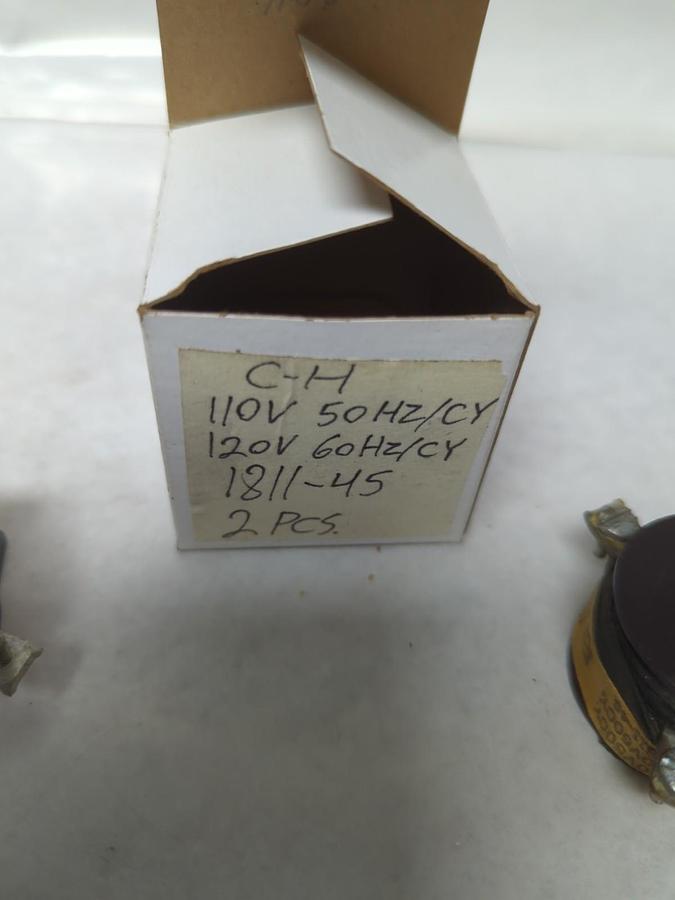 C-H
110V 50HZ/CY
120V 60HZ/CY
1811-45
2 PCS.